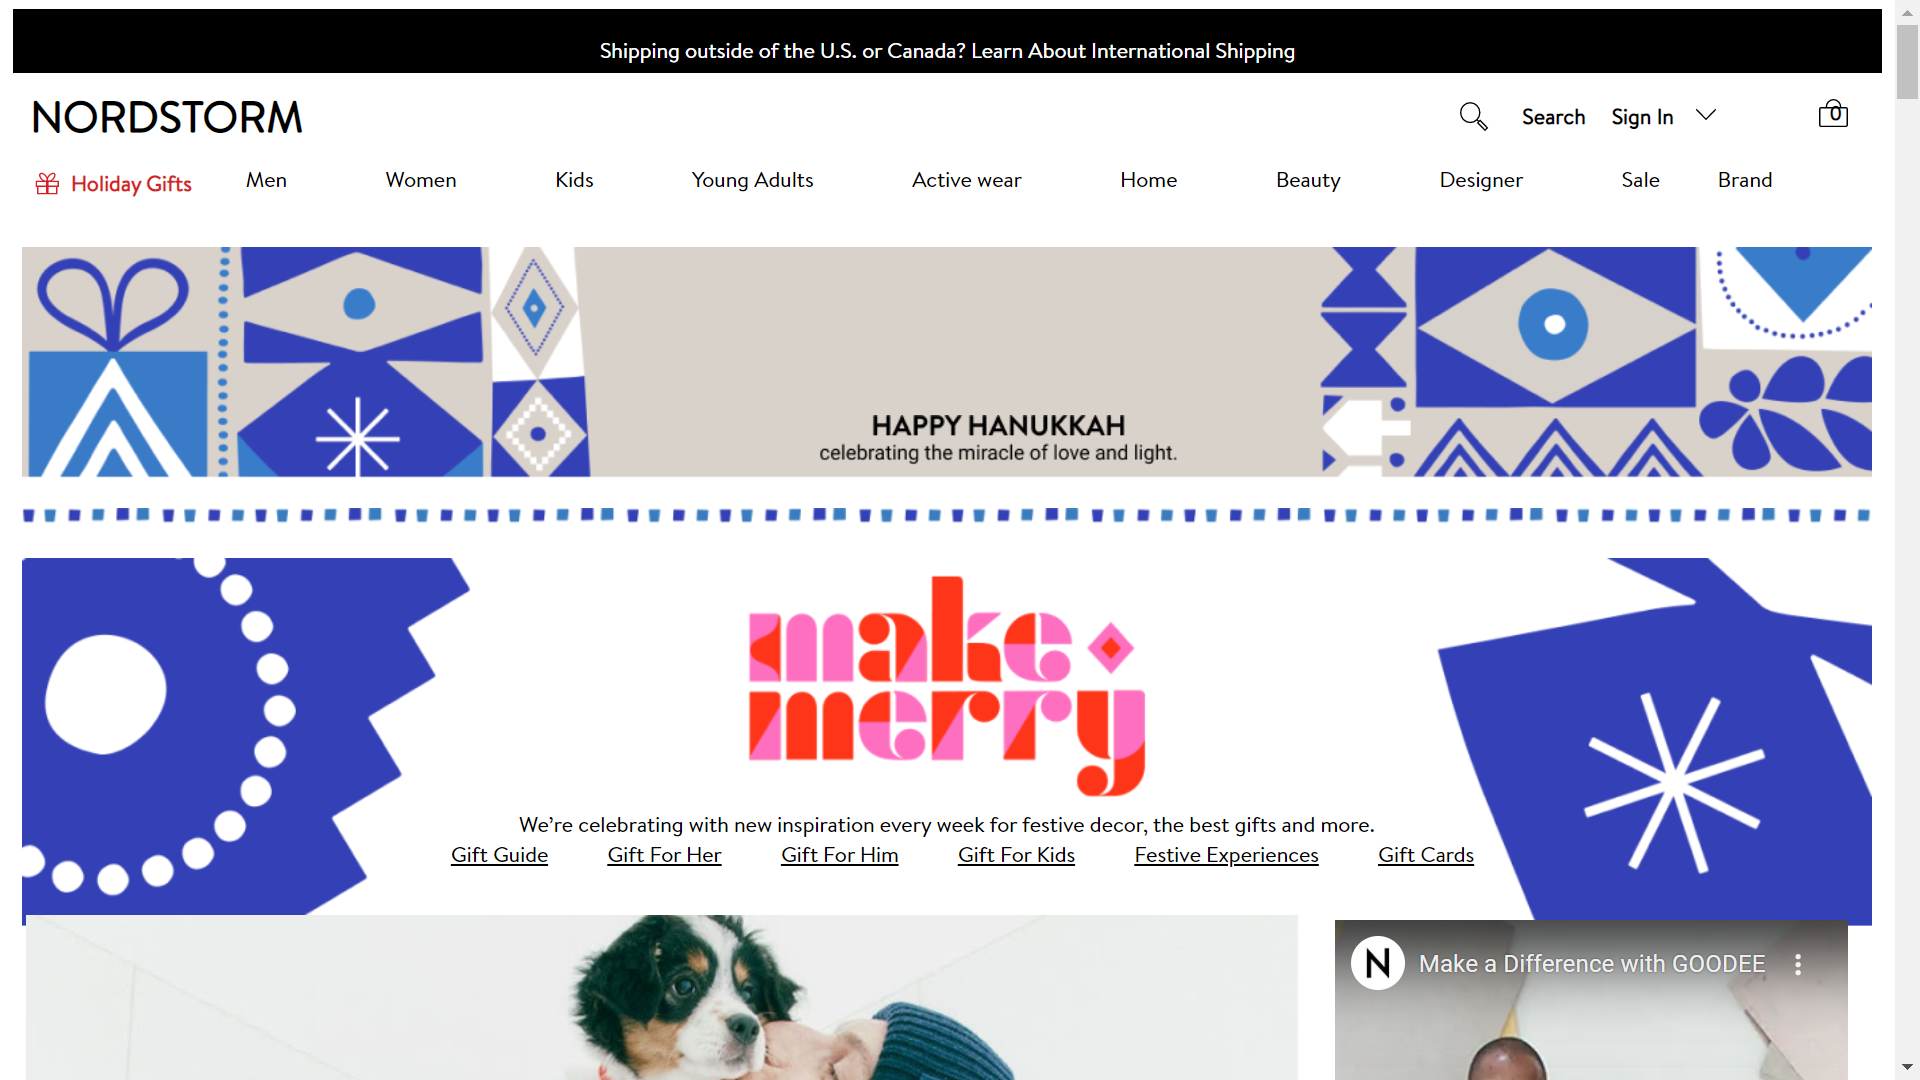 Shipping outside of the U.S. or Canada? Learn About International Shipping
NORDSTORM
Search Sign In 0
Holiday Gifts Men Women Kids Young Adults Active wear Home Beauty Designer Sale Brand
HAPPY HANUKKAH
celebrating the miracle of love and light.
make
merry
We’re celebrating with new inspiration every week for festive decor, the best gifts and more.
Gift Guide Gift For Her Gift For Him Gift For Kids Festive Experiences Gift Cards
N Make a Difference with GOODEE